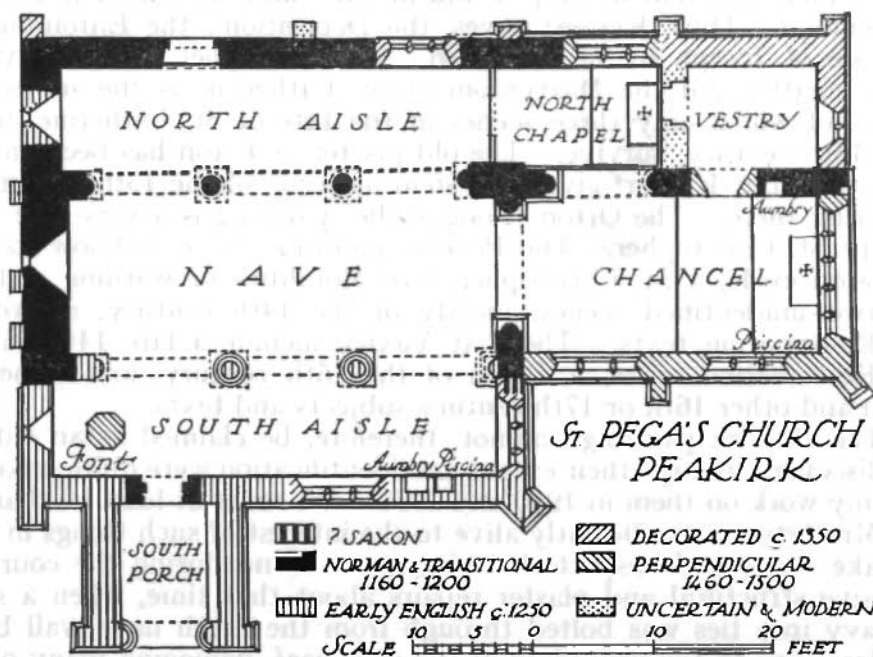 NORTH AISLE
NORTH
CHAPEL
VESTRY
Aumbry
NAVE
CHANCEL
Piscina
SOUTH AISLE
Font
Aumbry Piscina
SOUTH
PORCH
ST. PEGA'S CHURCH
PEAKIRK
? SAXON
NORMAN & TRANSITIONAL
1160-1200
EARLY ENGLISH c.1250
DECORATED c.1350
PERPENDICULAR
1460-1500
UNCERTAIN & MODERN
SCALE 10 5 0 10 20 FEET